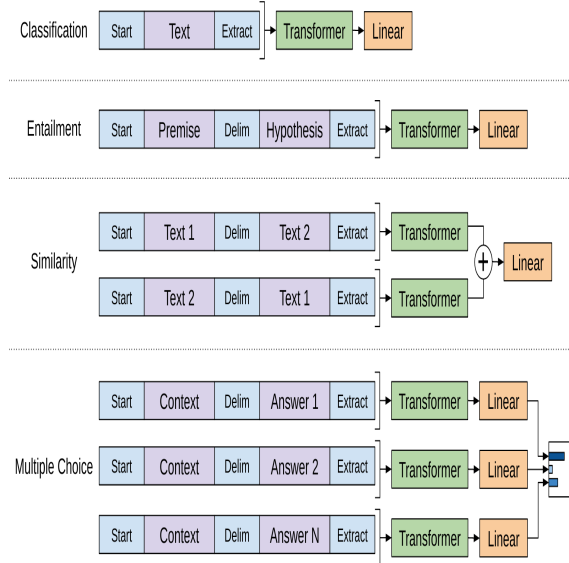 Classification Start Text Extract Transformer Linear
Entailment Start Premise Delim Hypothesis Extract Transformer Linear
Similarity
Start Text 1 Delim Text 2 Extract Transformer
+ Linear
Start Text 2 Delim Text 1 Extract Transformer
Multiple Choice
Start Context Delim Answer 1 Extract Transformer Linear
Start Context Delim Answer 2 Extract Transformer Linear
Start Context Delim Answer N Extract Transformer Linear